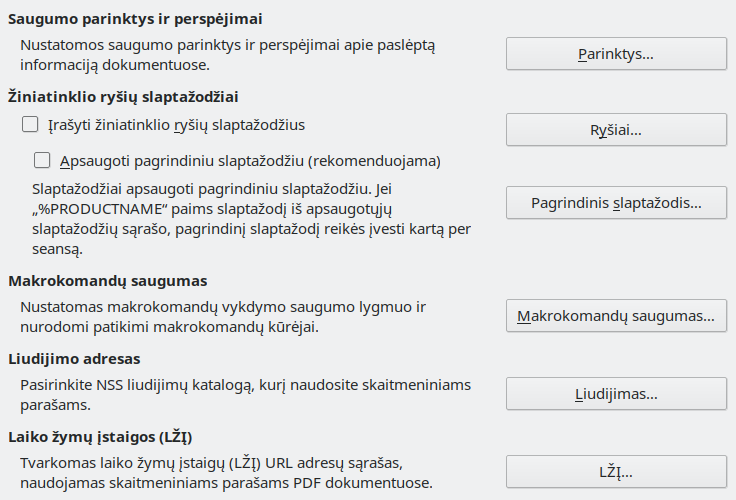 Saugumo parinktys ir perspėjimai
Nustatomos saugumo parinktys ir perspėjimai apie paslėptą
informaciją dokumentuose.
Parinktys...
Žiniatinklio ryšių slaptažodžiai
Įrašyti žiniatinklio ryšių slaptažodžius
Ryšiai...
Apsaugoti pagrindiniu slaptažodžiu (rekomenduojama)
Slaptažodžiai apsaugoti pagrindiniu slaptažodžiu. Jei
„%PRODUCTNAME“ paims slaptažodį iš apsaugotųjų
slaptažodžių sąrašo, pagrindinį slaptažodį reikės įvesti kartą per
seansą.
Pagrindinis slaptažodis...
Makrokomandų saugumas
Nustatomas makrokomandų vykdymo saugumo lygmuo ir
nurodomi patikimi makrokomandų kūrėjai.
Makrokomandų saugumas...
Liudijimo adresas
Pasirinkite NSS liudijimų katalogą, kurį naudosite skaitmeniniams
parašams.
Liudijimas...
Laiko žymų įstaigos (LŽĮ)
Tvarkomas laiko žymų įstaigų (LŽĮ) URL adresų sąrašas,
naudojamas skaitmeniniams parašams PDF dokumentuose.
LŽĮ...